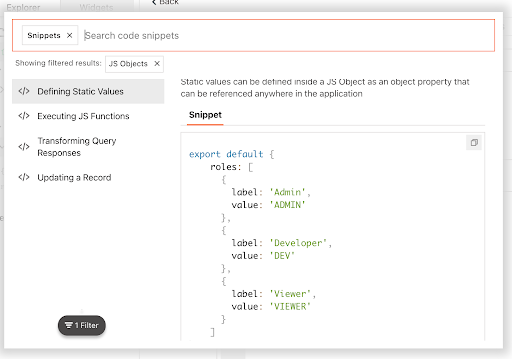 Explorer
Widgets
Back
Snippets ×
Search code snippets
Showing filtered results:
JS Objects ×
</> Defining Static Values
</> Executing JS Functions
</> Transforming Query
Responses
</> Updating a Record
1 Filter
Static values can be defined inside a JS Object as an object property that
can be referenced anywhere in the application
Snippet
export default {
roles: [
{
label: 'Admin',
value: 'ADMIN'
},
{
label: 'Developer',
value: 'DEV'
},
{
label: 'Viewer',
value: 'VIEWER'
}
]